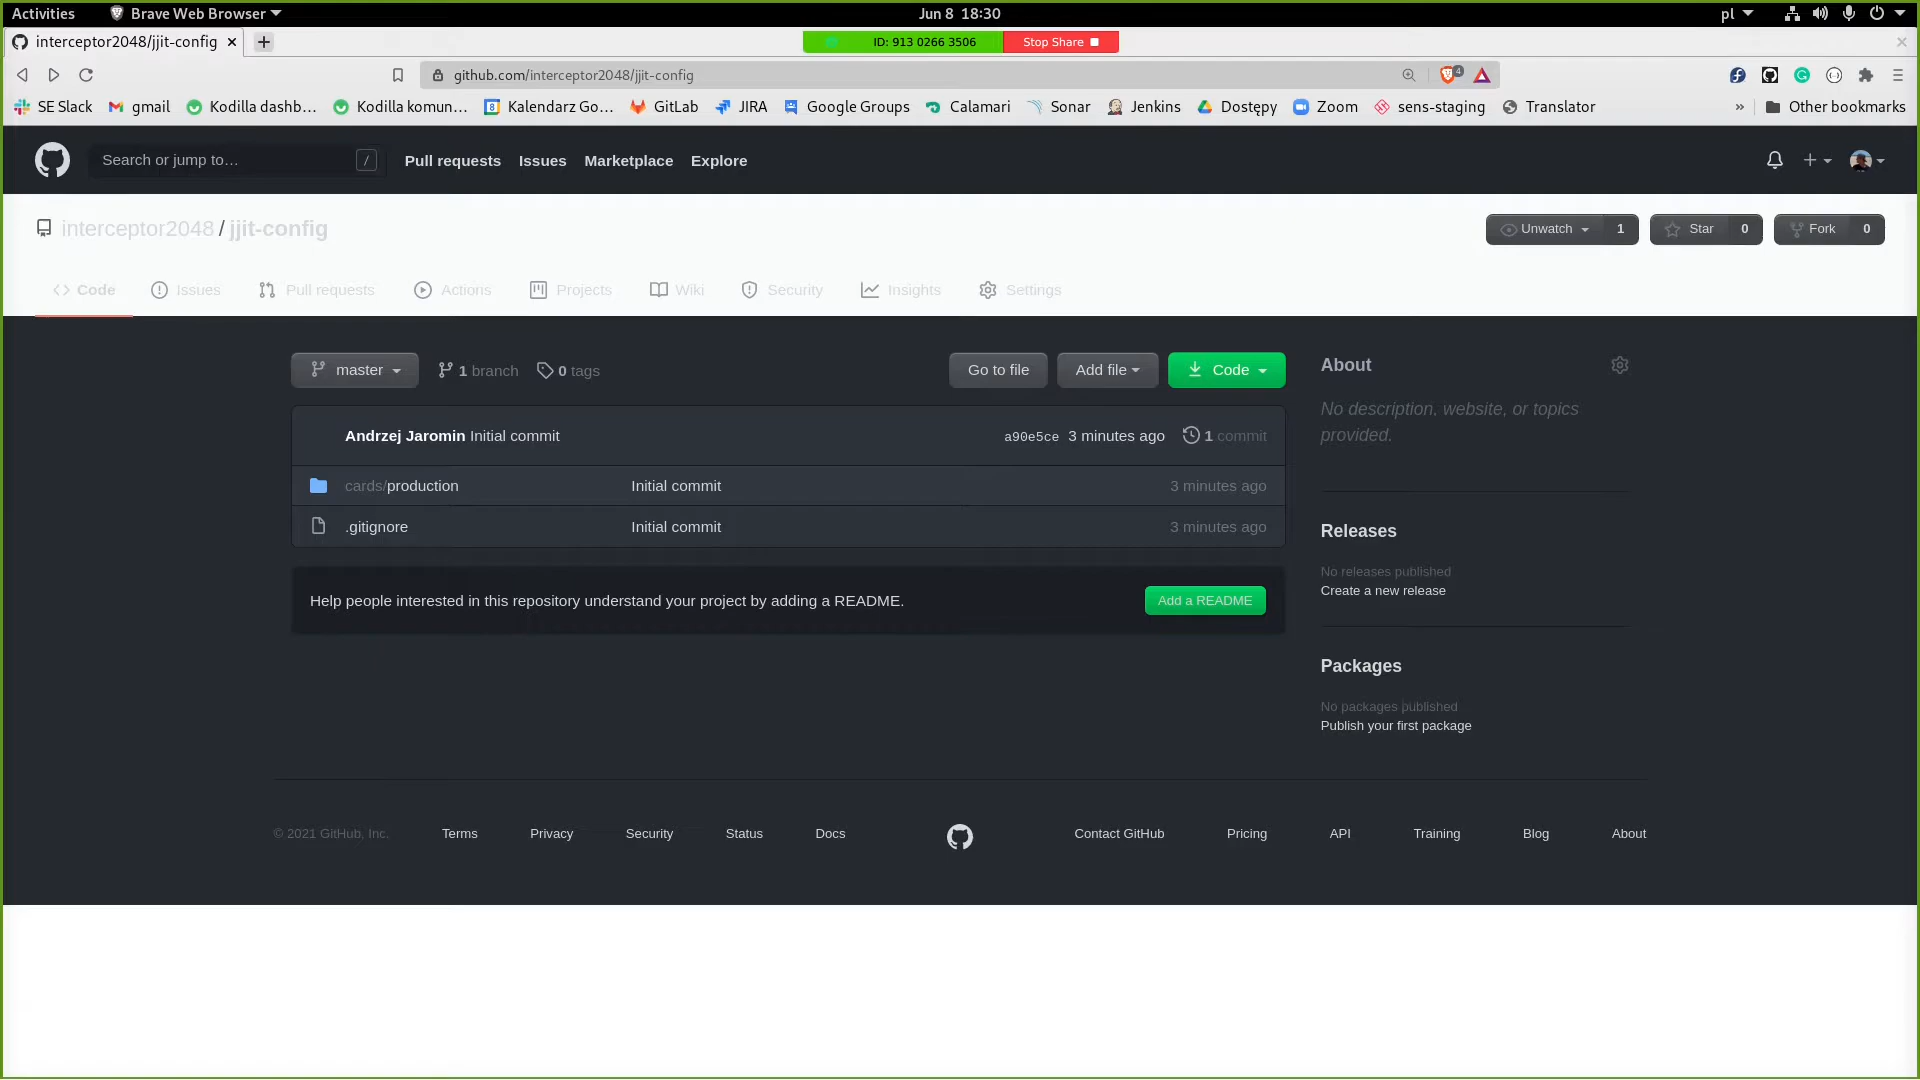 Activities Brave Web Browser Jun 8 18:30 pl
interceptor2048/jjit-config ID: 913 0266 3506 Stop Share
github.com/interceptor2048/jjit-config 4
SE Slack gmail Kodilla dashb... Kodilla komun... 8 Kalendarz Go... GitLab JIRA Google Groups Calamari Sonar Jenkins Dostępy Zoom sens-staging Translator » Other bookmarks
Search or jump to… / Pull requests Issues Marketplace Explore
interceptor2048 / jjit-config Unwatch 1 Star 0 Fork 0
Code Issues Pull requests Actions Projects Wiki Security Insights Settings
master 1 branch 0 tags Go to file Add file Code
Andrzej Jaromin Initial commit a90e5ce 3 minutes ago 1 commit
cards/production Initial commit 3 minutes ago
.gitignore Initial commit 3 minutes ago
Help people interested in this repository understand your project by adding a README. Add a README
About
No description, website, or topics
provided.
Releases
No releases published
Create a new release
Packages
No packages published
Publish your first package
© 2021 GitHub, Inc. Terms Privacy Security Status Docs Contact GitHub Pricing API Training Blog About